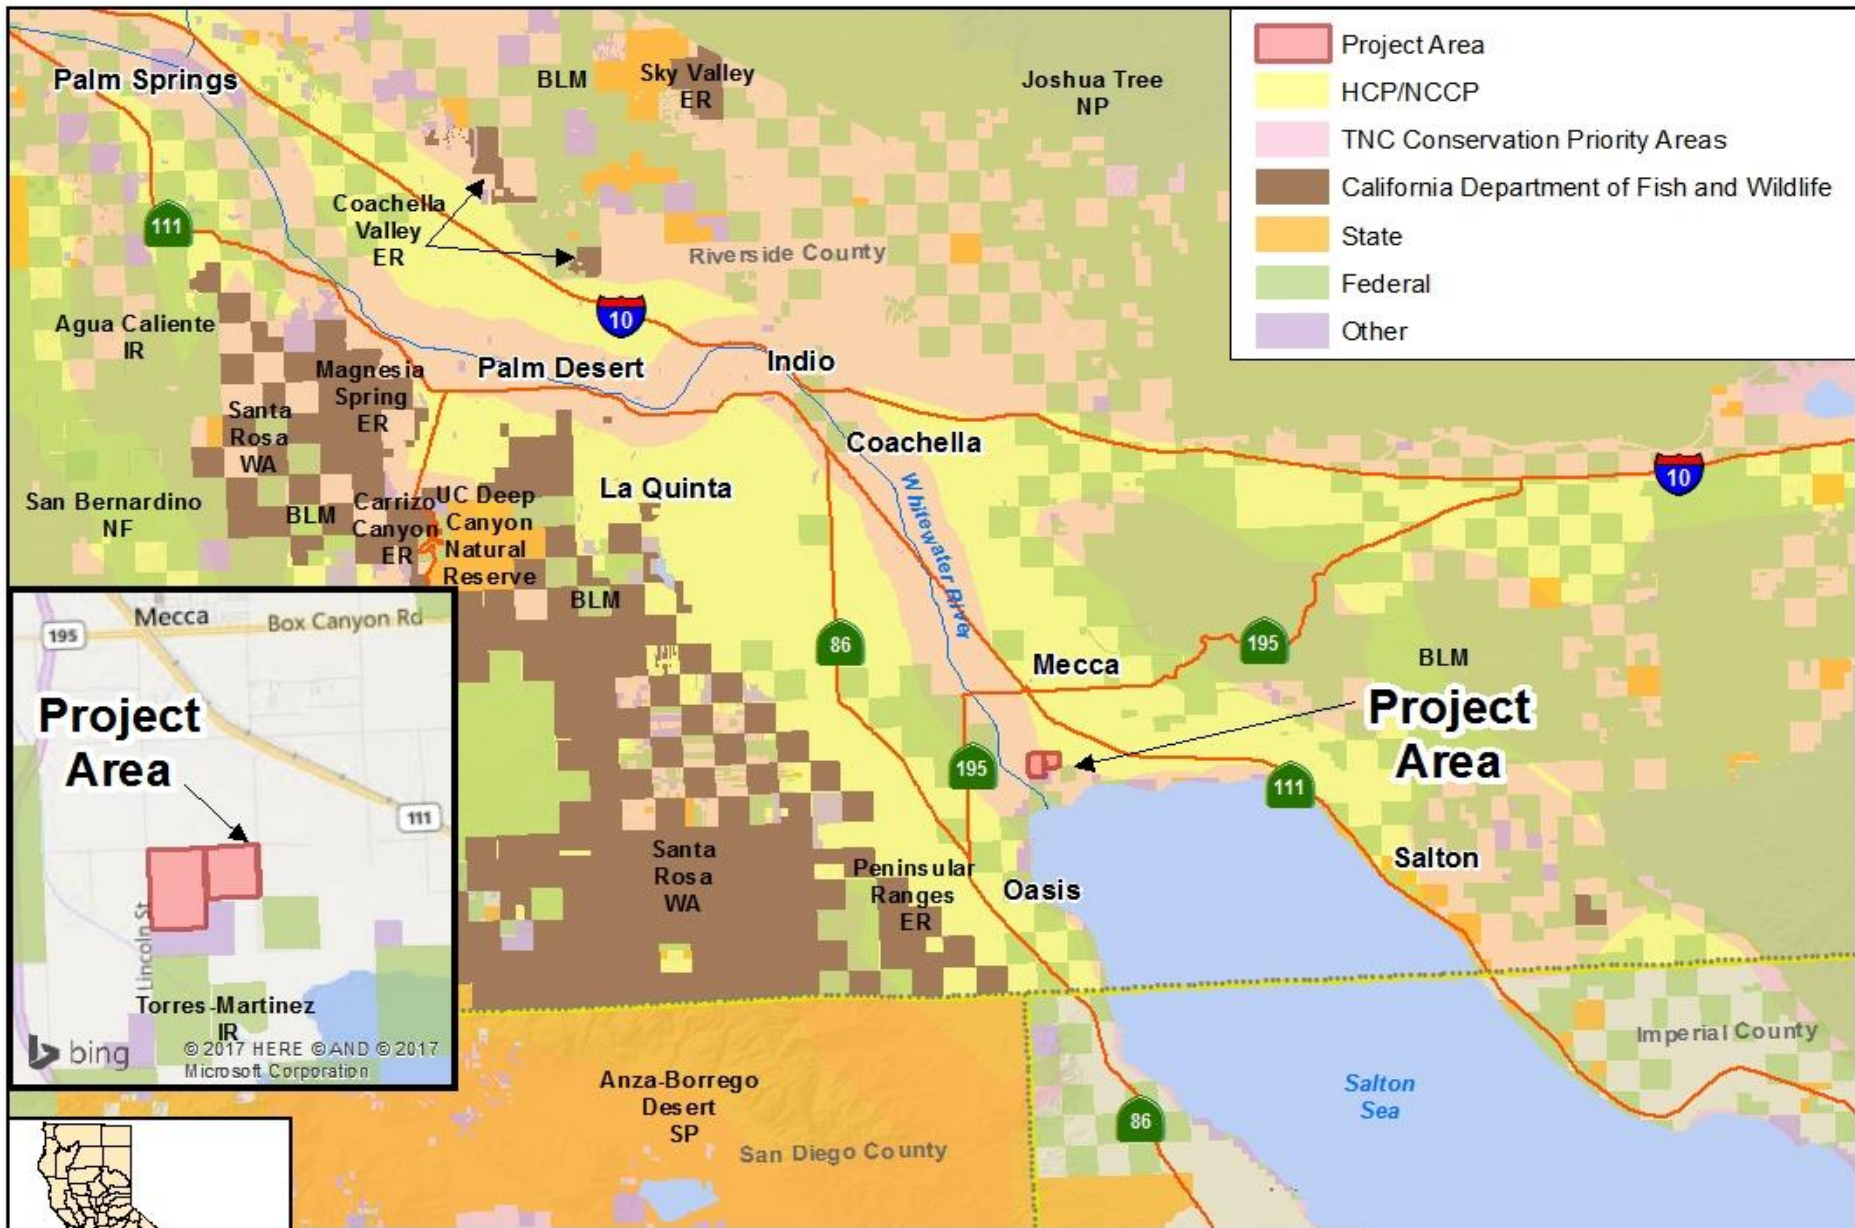 Palm Springs
BLM
Sky Valley
ER
Joshua Tree
NP
Project Area
HCP/NCCP
TNC Conservation Priority Areas
California Department of Fish and Wildlife
State
Federal
Other
111
Coachella
Valley
ER
Riverside County
10
Agua Caliente
IR
Magnesia
Spring
ER
Palm Desert
Indio
Santa
Rosa
WA
Coachella
10
San Bernardino
NF
BLM
Carrizo
Canyon
ER
UC Deep
Canyon
Natural
Reserve
La Quinta
Whitewater River
BLM
86
Mecca
195
BLM
Project
Area
195
111
Salton
Santa
Rosa
WA
Peninsular
Ranges
ER
Oasis
Imperial County
Salton
Sea
Anza-Borrego
Desert
SP
San Diego County
86
Mecca
195
Box Canyon Rd
Project
Area
111
Lincoln St
Torres-Martinez
IR
bing
© 2017 HERE © AND © 2017
Microsoft Corporation